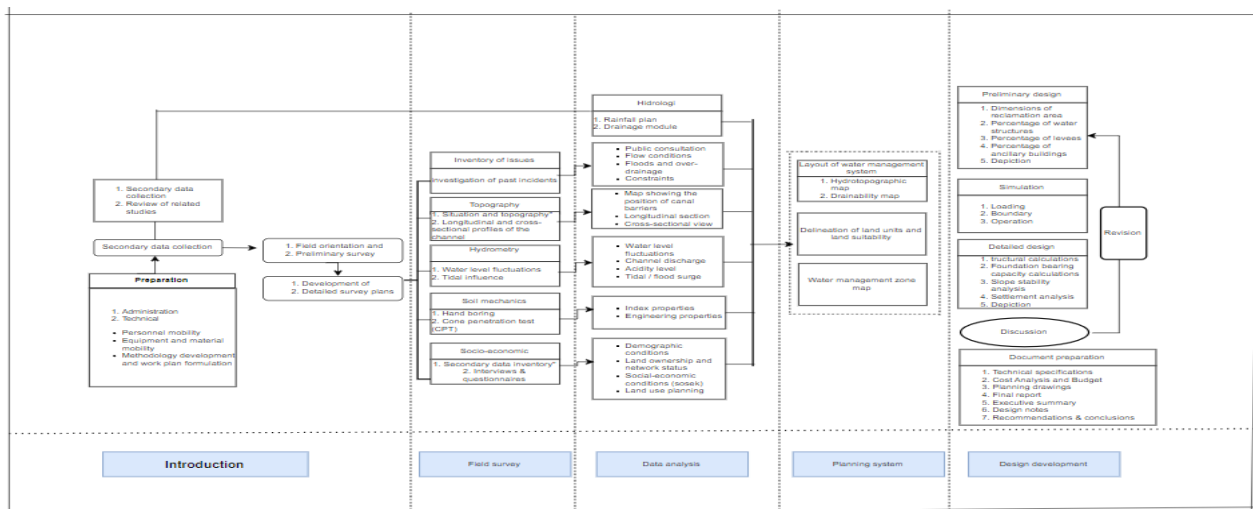 1. Secondary data
collection
2. Review of related
studies
Secondary data collection
Preparation
1. Administration
2. Technical
• Personnel mobility
• Equipment and material
mobility
• Methodology development
and work plan formulation
1. Field orientation and
2. Preliminary survey
1. Development of
2. Detailed survey plans
Inventory of issues
Investigation of past incidents
Topography
1. Situation and topography"
2. Longitudinal and cross-
sectional profiles of the
channel
Hydrometry
1. Water level fluctuations
2. Tidal influence
Soil mechanics
1. Hand boring
2. Cone penetration test
(CPT)
Socio-economic
1. Secondary data inventory"
2. Interviews &
questionnaires
Hidrologi
1. Rainfall plan
2. Drainage module
• Public consultation
• Flow conditions
• Floods and over-
drainage
• Constraints
• Map showing the
position of canal
barriers
• Longitudinal section
• Cross-sectional view
• Water level
fluctuations
• Channel discharge
• Acidity level
• Tidal / flood surge
• Index properties
• Engineering properties
• Demographic
conditions
• Land ownership and
network status
• Social-economic
conditions (sosek)
• Land use planning
Layout of water management
system
1. Hydrotopographic
map
2. Drainability map
Delineation of land units and
land suitability
Water management zone
map
Preliminary design
1. Dimensions of
reclamation area
2. Percentage of water
structures
3. Percentage of levees
4. Percentage of
ancillary buildings
5. Depiction
Simulation
1. Loading
2. Boundary
3. Operation
Detailed design
1. tructural calculations
2. Foundation bearing
capacity calculations
3. Slope stability
analysis
4. Settlement analysis
5. Depiction
Revision
Discussion
Document preparation
1. Technical specifications
2. Cost Analysis and Budget
3. Planning drawings
4. Final report
5. Executive summary
6. Design notes
7. Recommendations & conclusions
Introduction
Field survey
Data analysis
Planning system
Design development